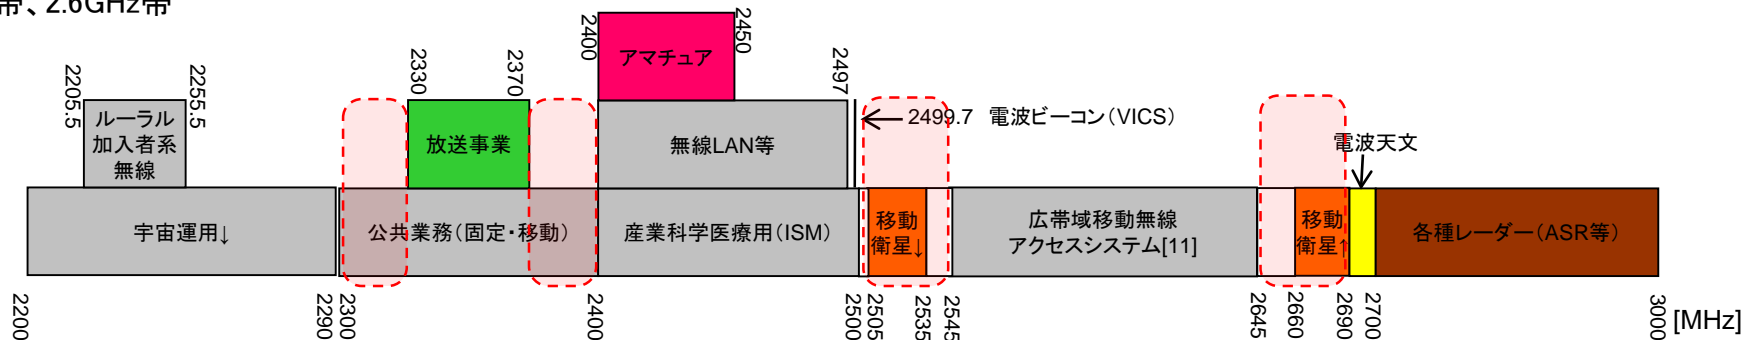 帯、2.6GHz帯
2400
2450
アマチュア
2205.5
2255.5
2330
2370
2497
ルーラル
加入者系
無線
放送事業
無線LAN等
2499.7 電波ビーコン(VICS)
電波天文
宇宙運用↓
公共業務(固定・移動)
産業科学医療用(ISM)
移動
衛星↓
広帯域移動無線
アクセスシステム[11]
移動
衛星↑
各種レーダー(ASR等)
2200
2290
2300
2400
2500
2505
2535
2545
2645
2660
2690
2700
3000
[MHz]